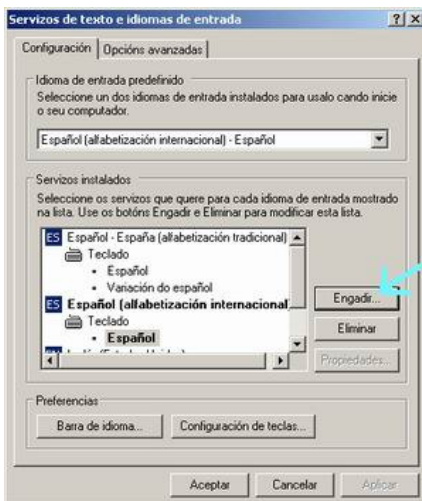 Servizos de texto e idiomas de entrada
Configuración
Opcións avanzadas
Idioma de entrada predefinido
Seleccione un dos idiomas de entrada instalados para usalo cando inicie
o seu computador.
Español (alfabetización internacional) - Español
Servizos instalados
Seleccione os servizos que quere para cada idioma de entrada mostrado
na lista. Use os botóns Engadir e Eliminar para modificar esta lista.
ES Español - España (alfabetización tradicional)
Teclado
• Español
• Variación do español
ES Español (alfabetización internacional
Teclado
• Español
Engadir...
Eliminar
Propiedades...
Preferencias
Barra de idioma...
Configuración de teclas...
Aceptar
Cancelar
Aplicar